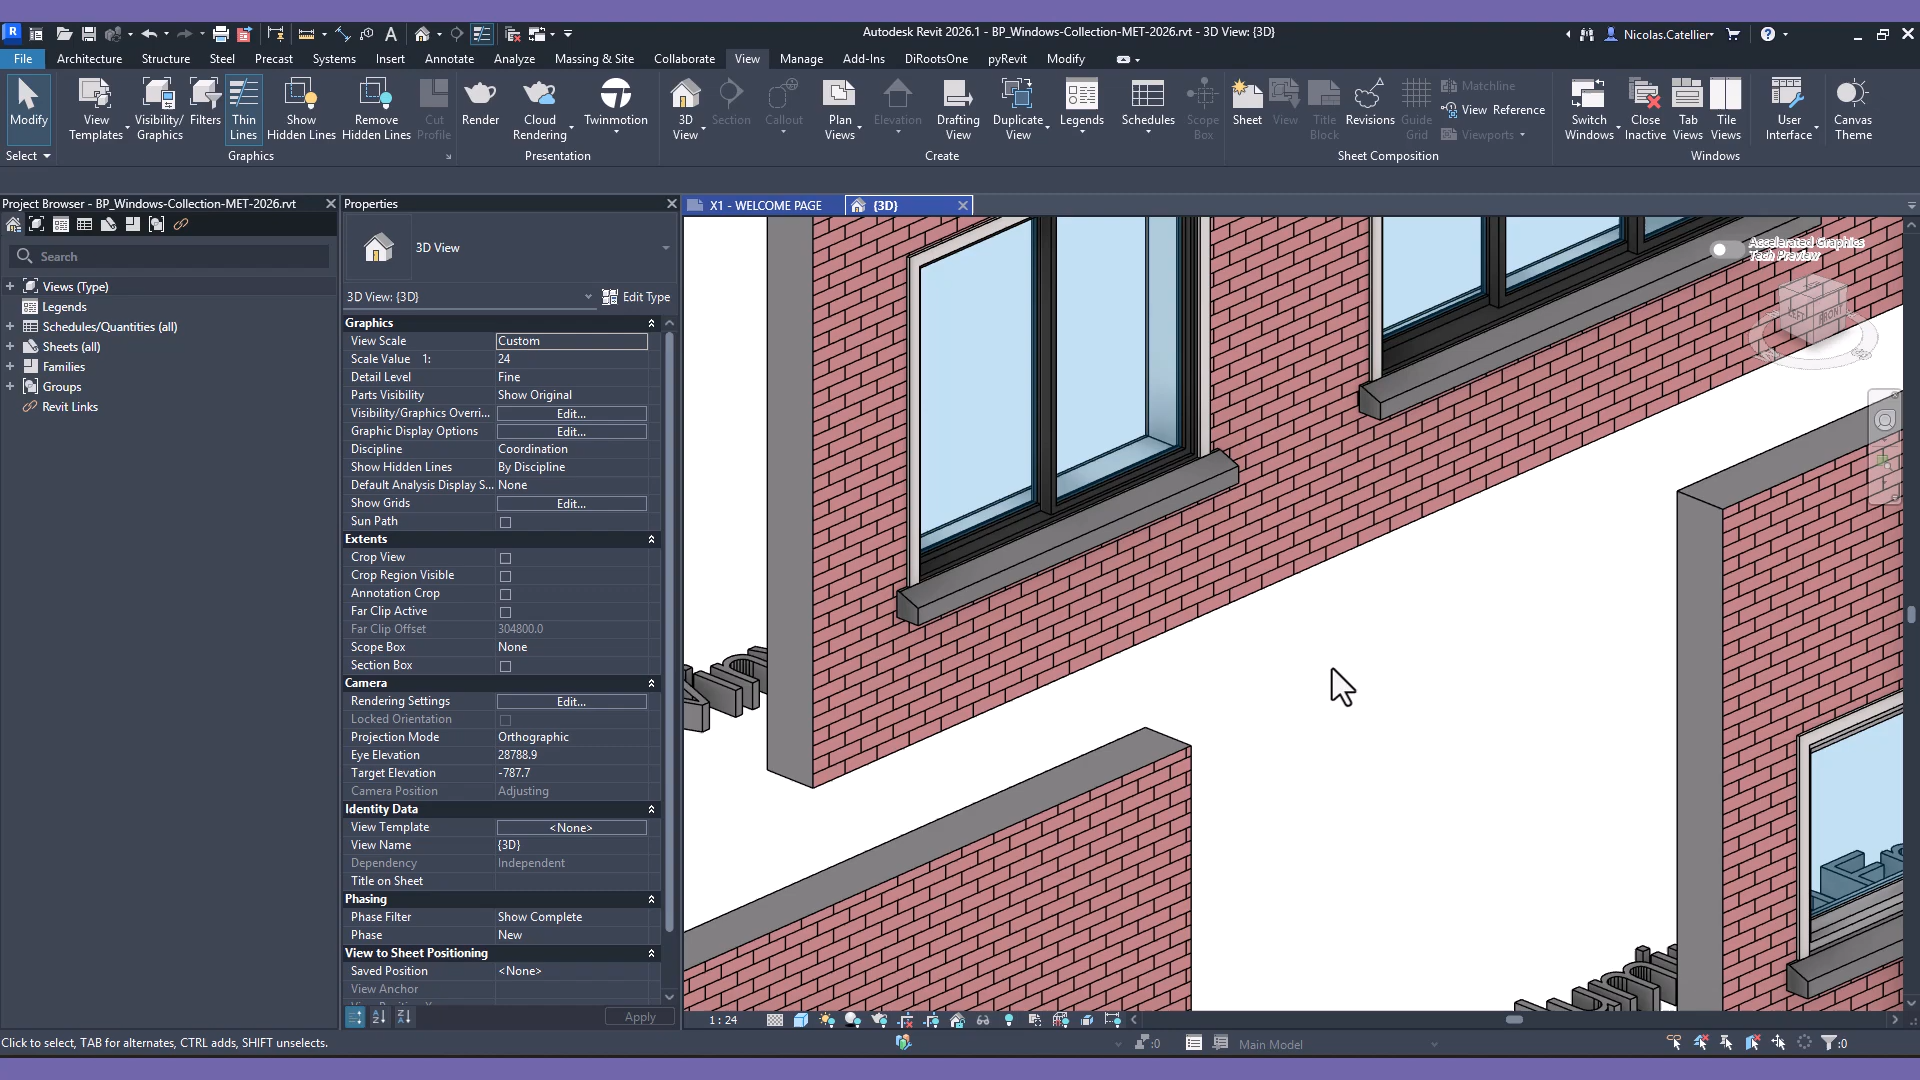 Autodesk Revit 2026.1 - BP_Windows-Collection-MET-2026.rvt - 3D View: {3D}
Nicolas.Catellier
File Architecture Structure Steel Precast Systems Insert Annotate Analyze Massing & Site Collaborate View Manage Add-Ins DiRootsOne pyRevit Modify
Modify
View Templates
Visibility/ Graphics
Filters
Thin Lines
Show Hidden Lines
Remove Hidden Lines
Cut Profile
Render
Cloud Rendering
Twinmotion
3D View
Section
Callout
Plan Views
Elevation
Drafting View
Duplicate View
Legends
Schedules
Scope Box
Sheet
View
Title Block
Revisions
Guide Grid
Matchline
View Reference
Viewports
Switch Windows
Close Inactive
Tab Views
Tile Views
User Interface
Canvas Theme
Select Graphics Presentation Create Sheet Composition Windows
Project Browser - BP_Windows-Collection-MET-2026.rvt
Search
Views (Type)
Legends
Schedules/Quantities (all)
Sheets (all)
Families
Groups
Revit Links
Properties
3D View
3D View: {3D} Edit Type
Graphics
View Scale Custom
Scale Value 1: 24
Detail Level Fine
Parts Visibility Show Original
Visibility/Graphics Overri... Edit...
Graphic Display Options Edit...
Discipline Coordination
Show Hidden Lines By Discipline
Default Analysis Display S... None
Show Grids Edit...
Sun Path
Extents
Crop View
Crop Region Visible
Annotation Crop
Far Clip Active
Far Clip Offset 304800.0
Scope Box None
Section Box
Camera
Rendering Settings Edit...
Locked Orientation
Projection Mode Orthographic
Eye Elevation 28788.9
Target Elevation -787.7
Camera Position Adjusting
Identity Data
View Template <None>
View Name {3D}
Dependency Independent
Title on Sheet
Phasing
Phase Filter Show Complete
Phase New
View to Sheet Positioning
Saved Position <None>
View Anchor
Apply
X1 - WELCOME PAGE {3D}
Accelerated Graphics
Tech Preview
LEFT FRONT
1 : 24
Click to select, TAB for alternates, CTRL adds, SHIFT unselects.
:0
Main Model
:0